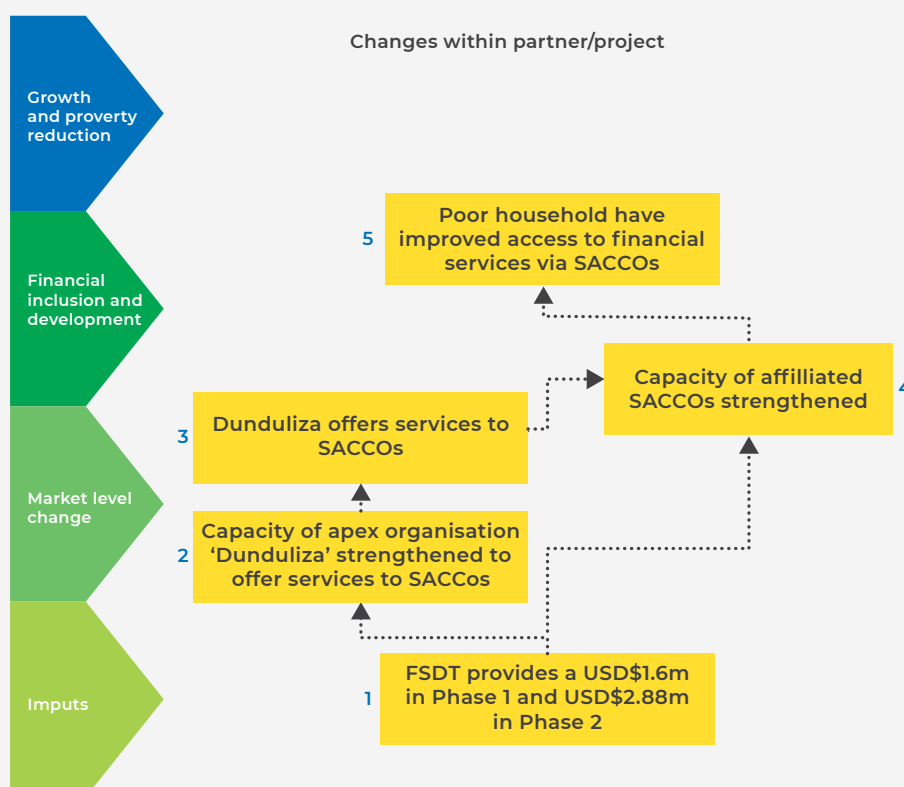 Changes within partner/project
Growth
and proverty
reduction
5
Poor household have
improved access to financial
services via SACCOs
Financial
inclusion and
development
Capacity of affilliated
SACCOs strengthened
4
3
Dunduliza offers services to
SACCOs
Market level
change
2
Capacity of apex organisation
‘Dunduliza’ strengthened to
offer services to SACCos
Imputs
1
FSDT provides a USD$1.6m
in Phase 1 and USD$2.88m
in Phase 2